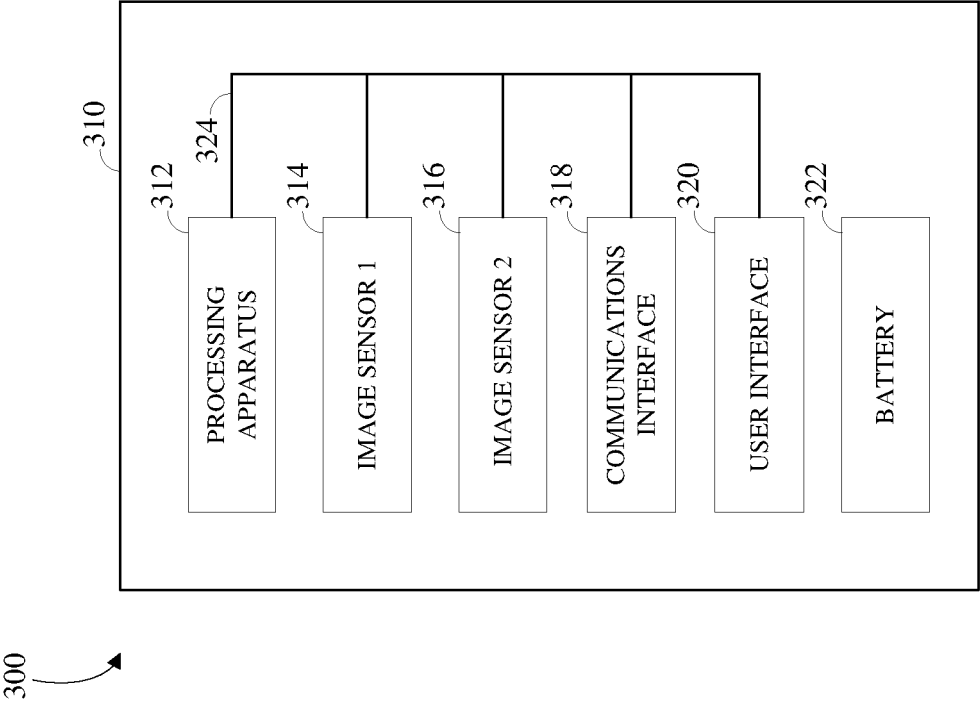 300
310
312
PROCESSING
APPARATUS
324
314
IMAGE SENSOR 1
316
IMAGE SENSOR 2
318
COMMUNICATIONS
INTERFACE
320
USER INTERFACE
322
BATTERY